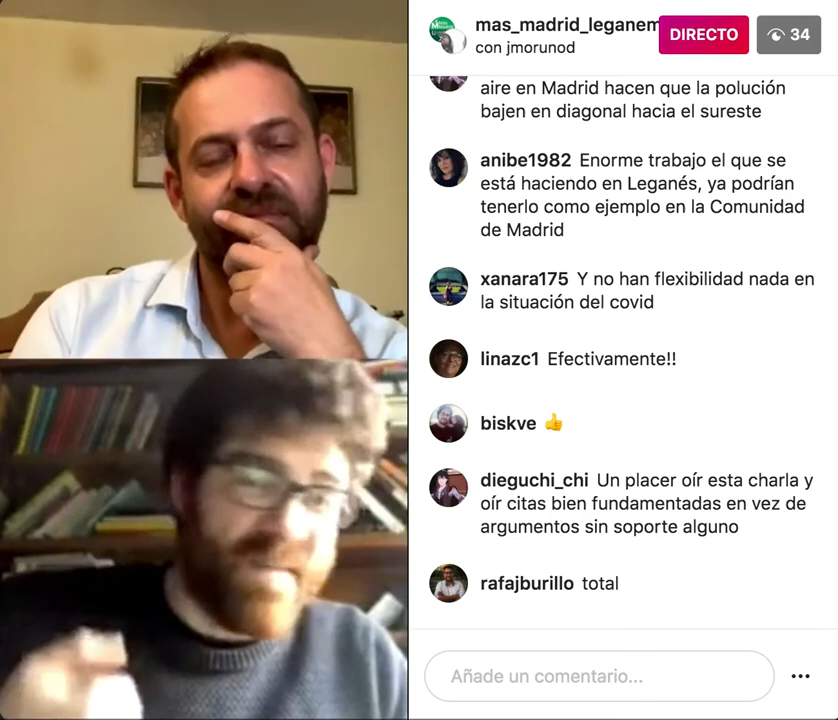 mas_madrid_leganem
con jmorunod
DIRECTO
34
aire en Madrid hacen que la polución
bajen en diagonal hacia el sureste
anibe1982 Enorme trabajo el que se
está haciendo en Leganés, ya podrían
tenerlo como ejemplo en la Comunidad
de Madrid
xanara175 Y no han flexibilidad nada en
la situación del covid
linazc1 Efectivamente!!
biskve 👍
dieguchi_chi Un placer oír esta charla y
oír citas bien fundamentadas en vez de
argumentos sin soporte alguno
rafajburillo total
Añade un comentario...